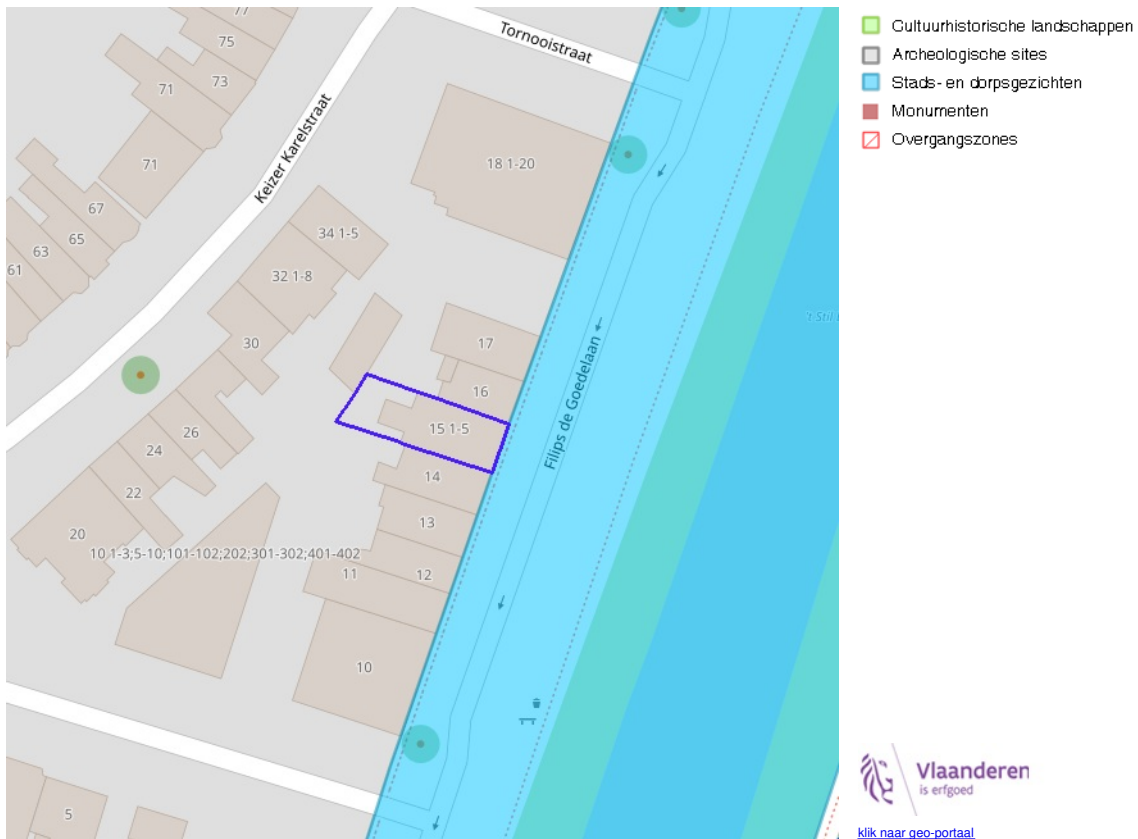 77
75
73
71
71
67
65
63
61
Tornooistraat
Keizer Karelstraat
18 1-20
34 1-5
32 1-8
30
17
16
15 1-5
14
13
12
11
10
26
24
22
20
10 1-3;5-10;101-102;202;301-302;401-402
5
Filips de Goedelaan
't Stil
Cultuurhistorische landschappen
Archeologische sites
Stads- en dorpsgezichten
Monumenten
Overgangszones
Vlaanderen
is erfgoed
klik naar geo-portaal